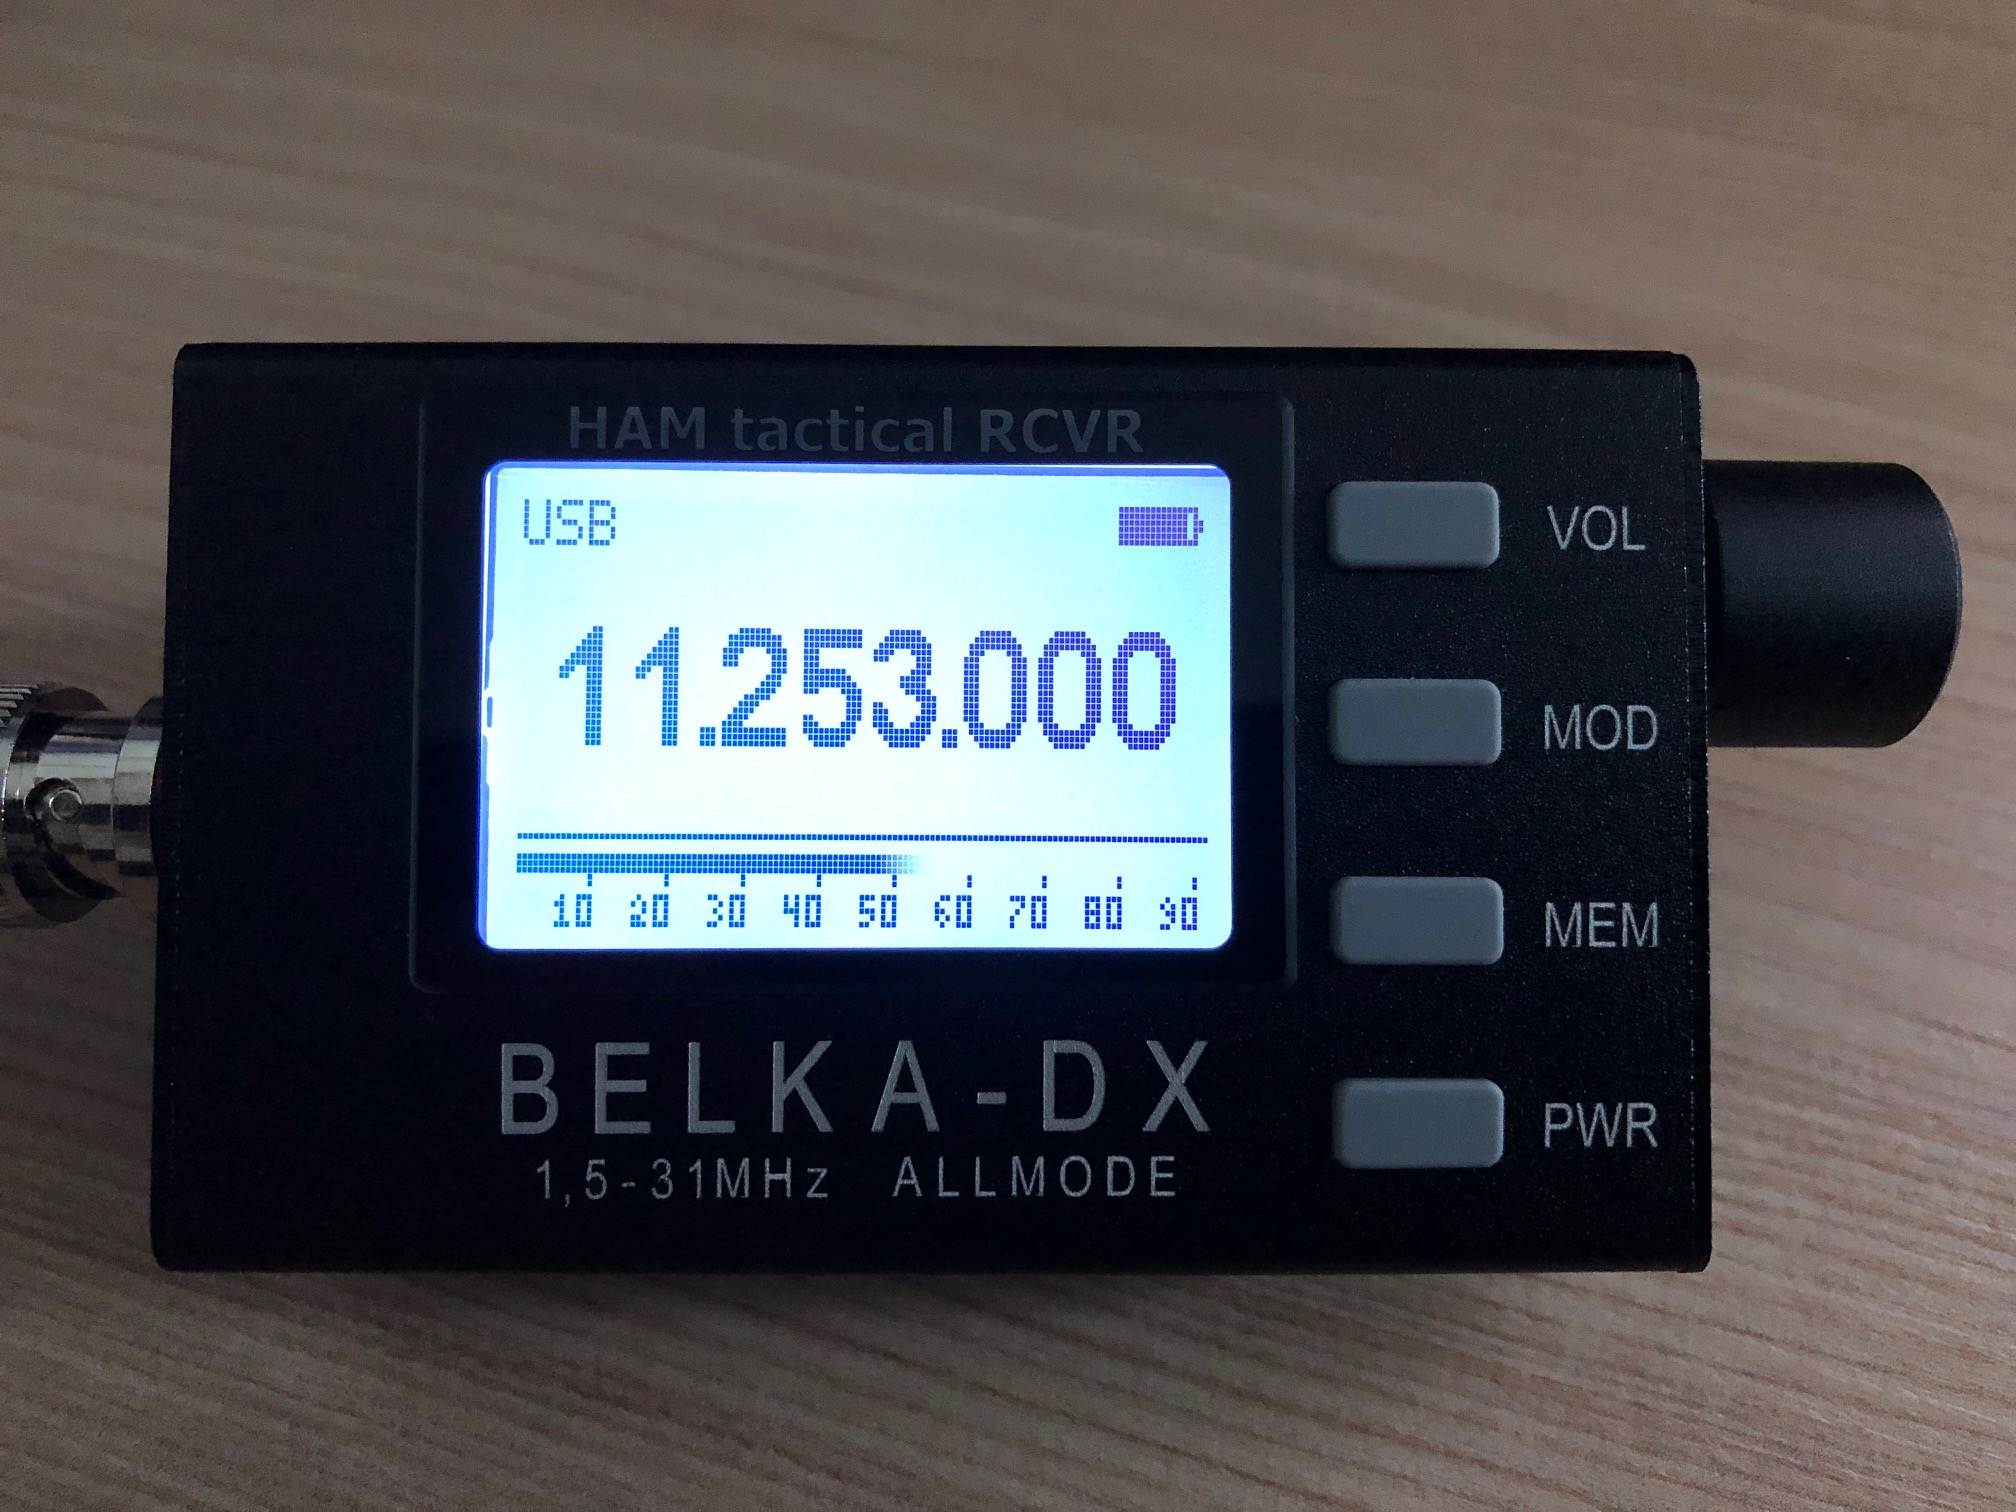 HAM tactical RCVR
USB
11.253.000
10 20 30 40 50 60 70 80 90
VOL
MOD
MEM
PWR
BELKA-DX
1,5-31MHz ALLMODE